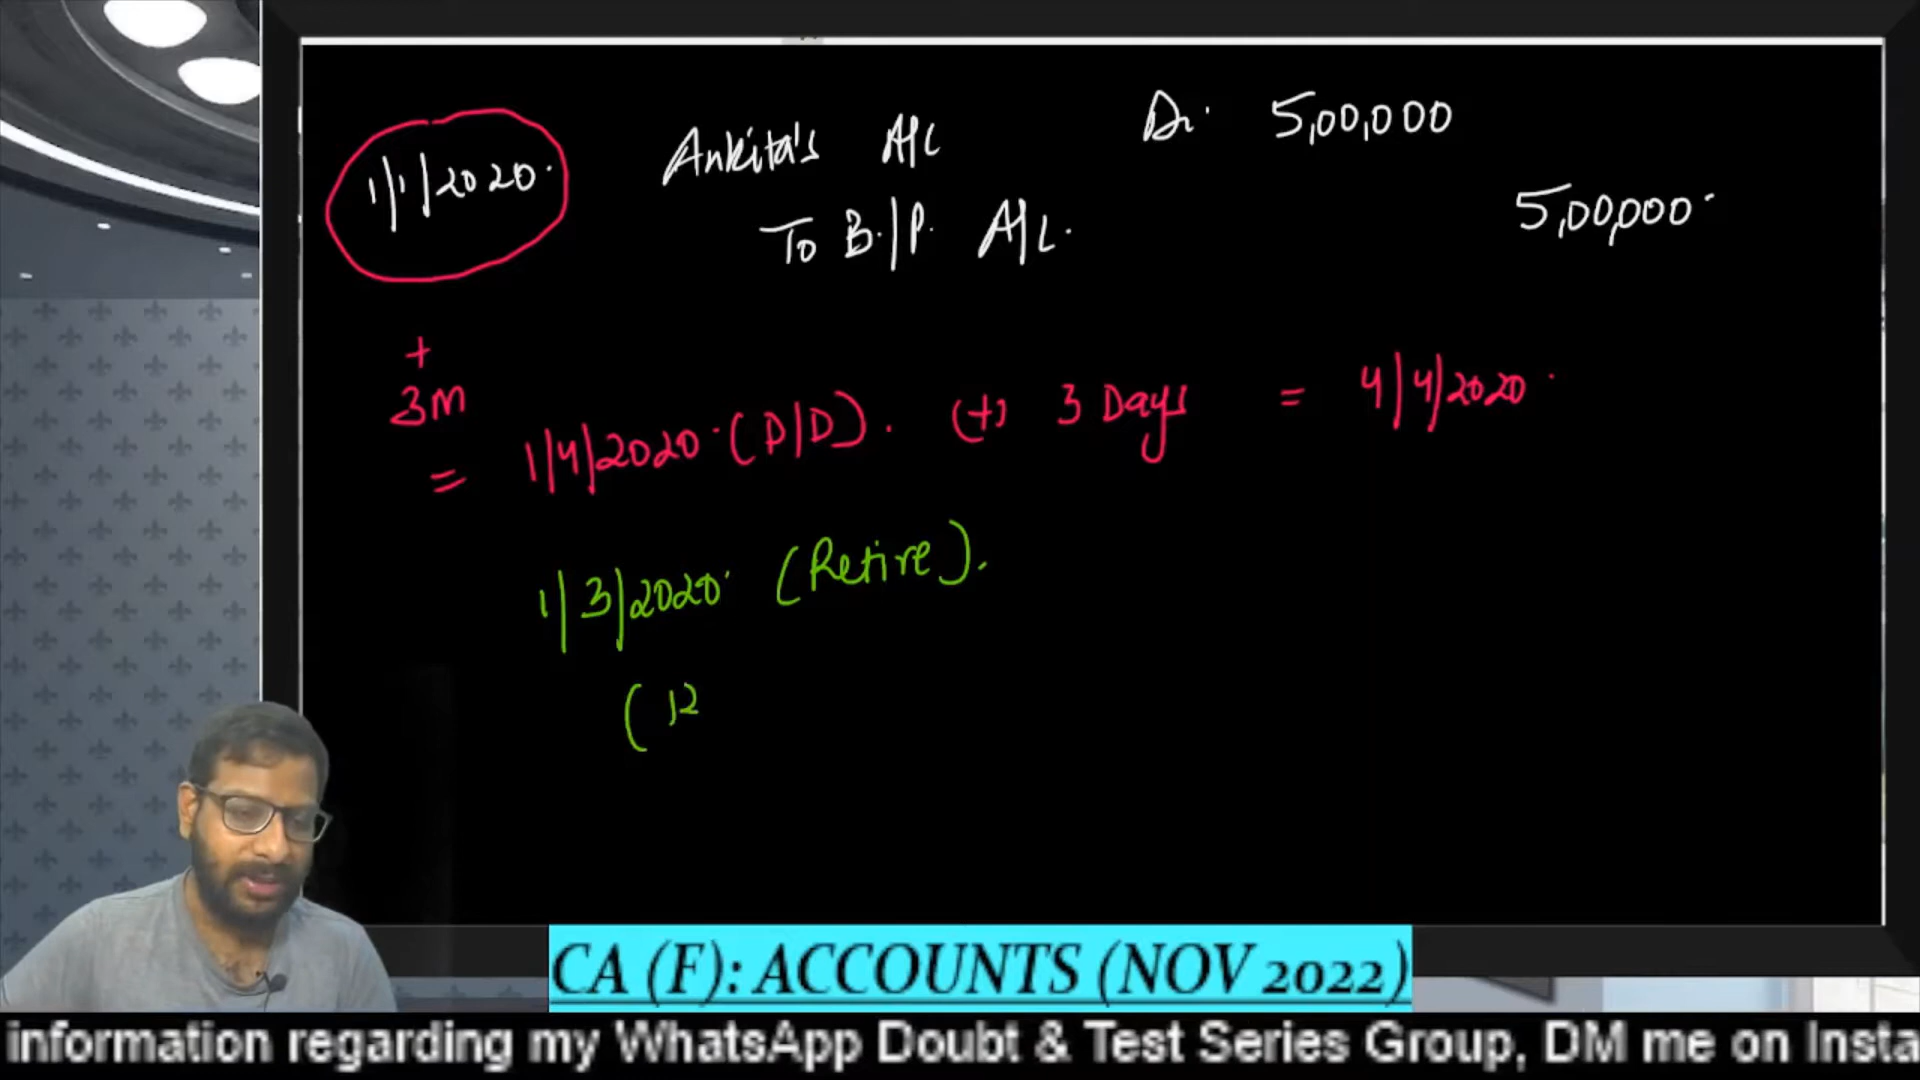 1/1/2020. Ankita's A/c Dr. 5,00,000
To B/P. A/c. 5,00,000
+
3m
= 1/4/2020 (D/D). (+) 3 Days = 4/4/2020
1/3/2020 (Retire).
( 12
CA (F): ACCOUNTS (NOV 2022)
information regarding my WhatsApp Doubt & Test Series Group, DM me on Insta